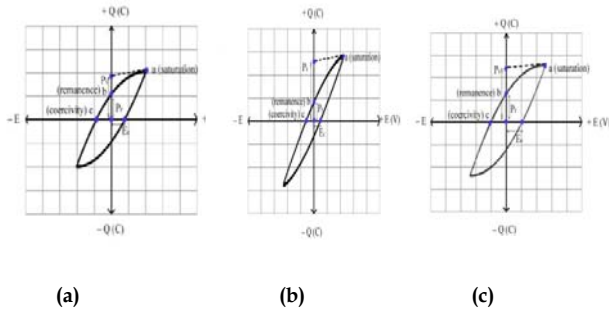 + Q (C)
a (saturation)
(remanence) b
(coercivity) c
− E
− Q (C)
(a)
+ Q (C)
a (saturation)
(remanence) b
(coercivity) c
+ E (V)
− Q (C)
(b)
+ Q (C)
a (saturation)
(remanence) b
(coercivity) c
− E
+ E (V)
− Q (C)
(c)